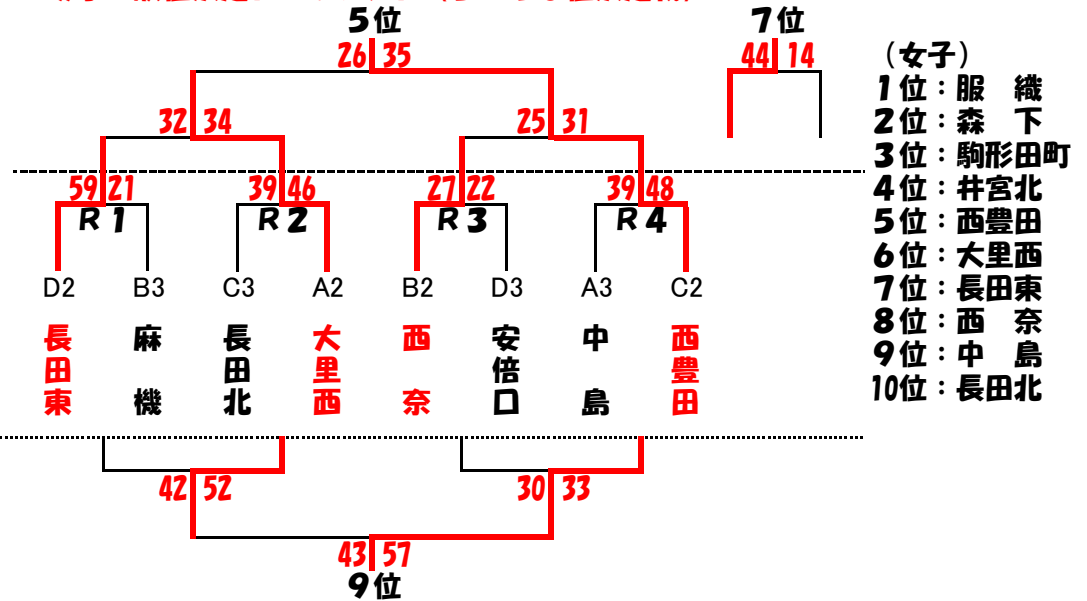 5位
7位
26 35
44 14
32 34
25 31
59 21
39 46
27 22
39 48
R1
R2
R3
R4
D2
B3
C3
A2
B2
D3
A3
C2
長田東
麻機
長田北
大里西
西奈
安倍口
中島
西豊田
42 52
30 33
43 57
9位
(女子)
1位:服 織
2位:森 下
3位:駒形田町
4位:井宮北
5位:西豊田
6位:大里西
7位:長田東
8位:西 奈
9位:中 島
10位:長田北